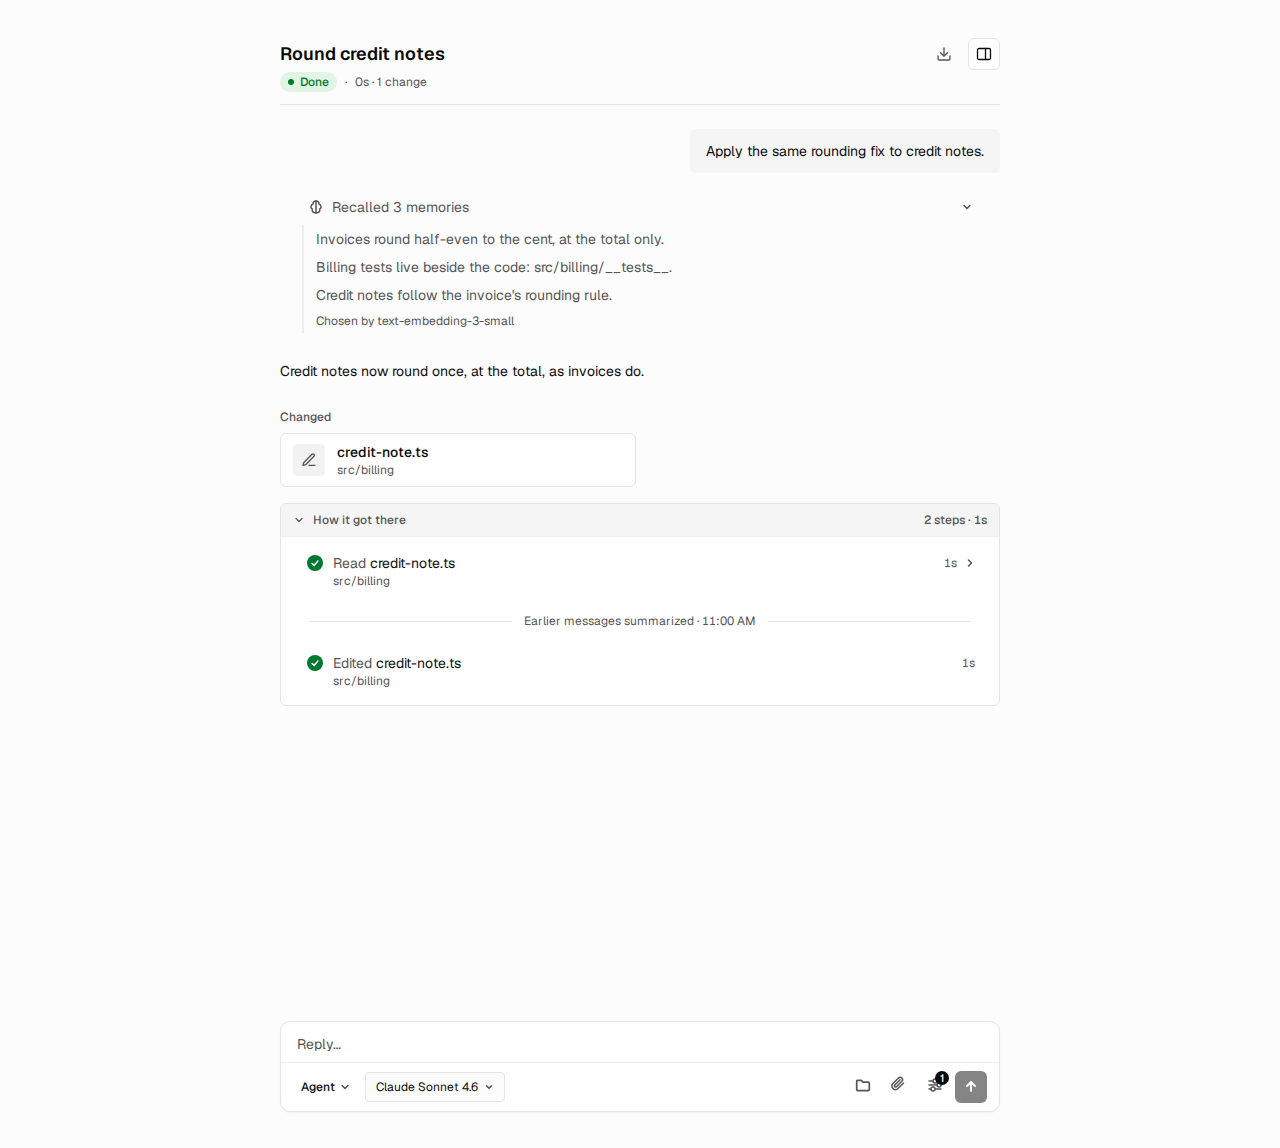 Round credit notes
Done · 0s · 1 change
Apply the same rounding fix to credit notes.
Recalled 3 memories
Invoices round half-even to the cent, at the total only.
Billing tests live beside the code: src/billing/__tests__.
Credit notes follow the invoice's rounding rule.
Chosen by text-embedding-3-small
Credit notes now round once, at the total, as invoices do.
Changed
credit-note.ts
src/billing
How it got there 2 steps · 1s
Read credit-note.ts 1s
src/billing
Earlier messages summarized · 11:00 AM
Edited credit-note.ts 1s
src/billing
Reply…
Agent Claude Sonnet 4.6 1